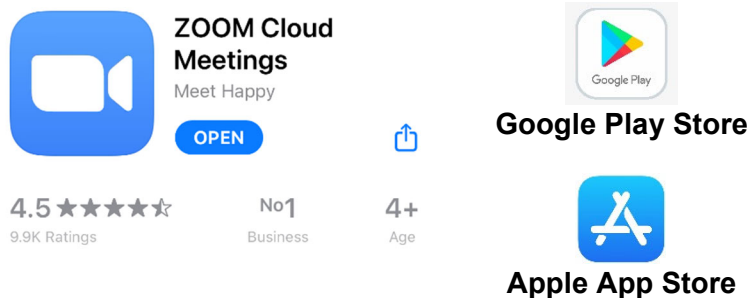 ZOOM Cloud
Meetings
Meet Happy
OPEN
4.5
9.9K Ratings
No1
Business
4+
Age
Google Play
Google Play Store
Apple App Store